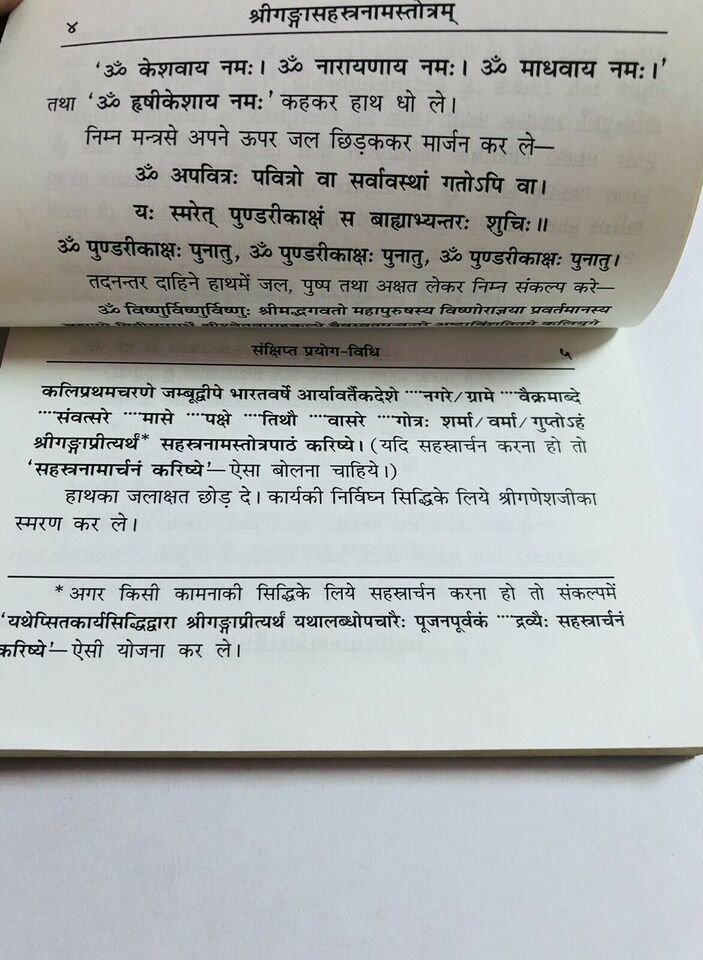 ४ श्रीगङ्गासहस्त्रनामस्तोत्रम्
'ॐ केशवाय नमः। ॐ नारायणाय नमः। ॐ माधवाय नमः।'
तथा 'ॐ हृषीकेशाय नमः' कहकर हाथ धो ले।
निम्न मन्त्रसे अपने ऊपर जल छिड़ककर मार्जन कर ले—
ॐ अपवित्रः पवित्रो वा सर्वावस्थां गतोऽपि वा।
यः स्मरेत् पुण्डरीकाक्षं स बाह्याभ्यन्तरः शुचिः॥
ॐ पुण्डरीकाक्षः पुनातु, ॐ पुण्डरीकाक्षः पुनातु, ॐ पुण्डरीकाक्षः पुनातु।
तदनन्तर दाहिने हाथमें जल, पुष्प तथा अक्षत लेकर निम्न संकल्प करे—
ॐ विष्णुर्विष्णुर्विष्णुः श्रीमद्भगवतो महापुरुषस्य विष्णोराज्ञया प्रवर्तमानस्य
संक्षिप्त प्रयोग-विधि ५
कलिप्रथमचरणे जम्बूद्वीपे भारतवर्षे आर्यावर्तैकदेशे ....नगरे/ग्रामे ....वैक्रमाब्दे
....संवत्सरे ....मासे ....पक्षे ....तिथौ ....वासरे ....गोत्रः शर्मा/वर्मा/गुप्तोऽहं
श्रीगङ्गाप्रीत्यर्थं* सहस्त्रनामस्तोत्रपाठं करिष्ये। (यदि सहस्त्रार्चन करना हो तो
'सहस्त्रनामार्चनं करिष्ये'—ऐसा बोलना चाहिये।)
हाथका जलाक्षत छोड़ दे। कार्यकी निर्विघ्न सिद्धिके लिये श्रीगणेशजीका
स्मरण कर ले।
* अगर किसी कामनाकी सिद्धिके लिये सहस्त्रार्चन करना हो तो संकल्पमें
'यथेप्सितकार्यसिद्धिद्वारा श्रीगङ्गाप्रीत्यर्थं यथालब्धोपचारैः पूजनपूर्वकं ....द्रव्यैः सहस्त्रार्चनं
करिष्ये'—ऐसी योजना कर ले।